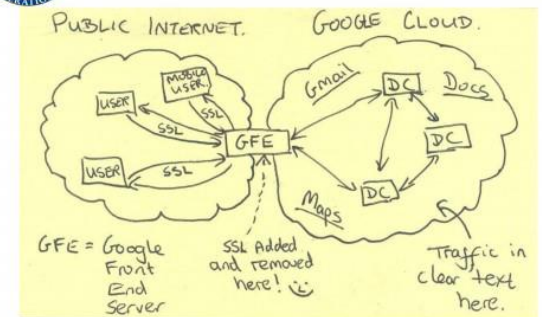 PUBLIC INTERNET.
GOOGLE CLOUD.
MOBILE
USER.
USER
SSL
SSL
USER
SSL
GFE
Gmail
DC
Docs
DC
DC
Maps
GFE = Google
Front
End
Server
SSL Added
and removed
here!
Traffic in
clear text
here.